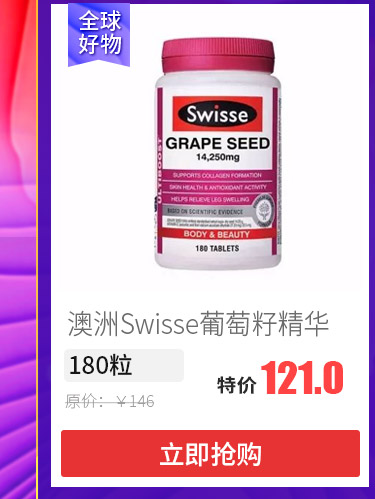 全球
好物
Swisse
ULTIBOOST
GRAPE SEED
14,250mg
SUPPORTS COLLAGEN FORMATION
SKIN HEALTH & ANTIOXIDANT ACTIVITY
HELPS RELIEVE LEG SWELLING
BASED ON SCIENTIFIC EVIDENCE
BODY & BEAUTY
180 TABLETS
澳洲Swisse葡萄籽精华
180粒
特价 121.0
原价：￥146
立即抢购